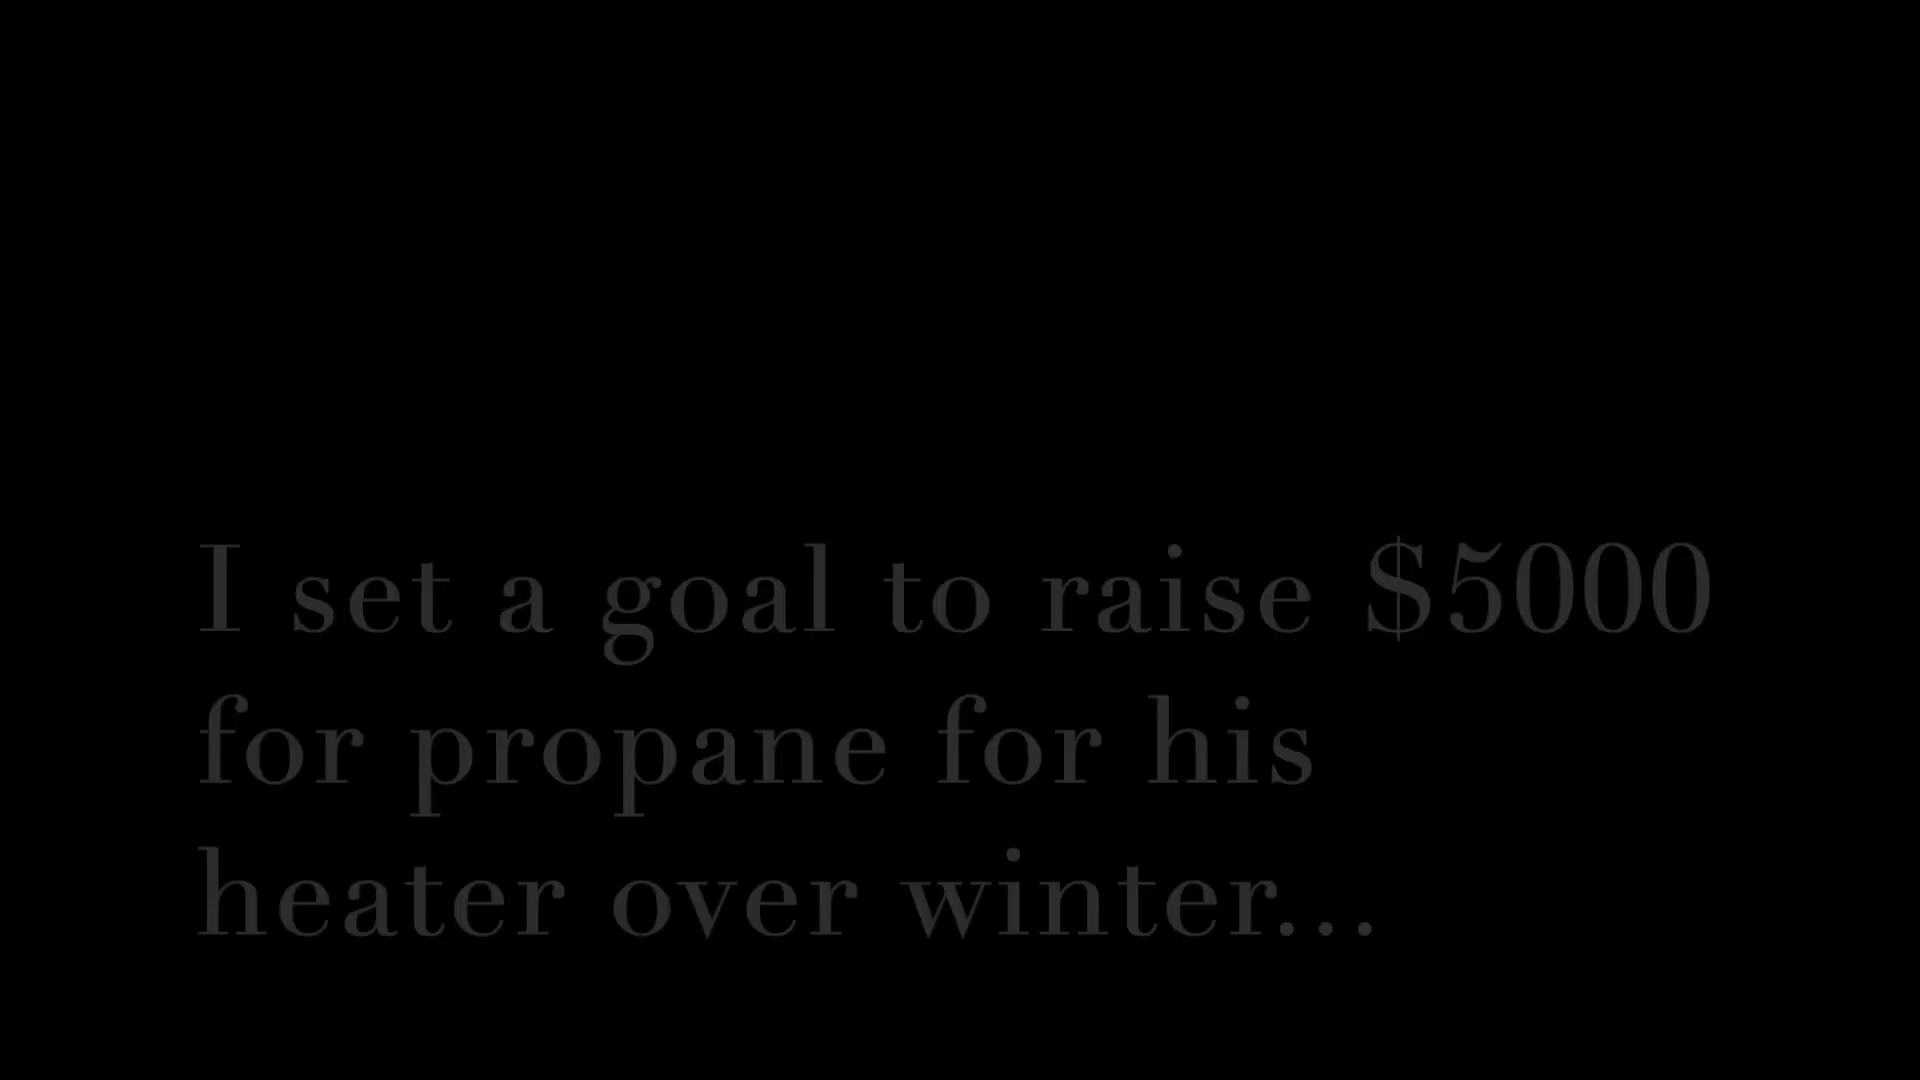 I set a goal to raise $5000
for propane for his
heater over winter...